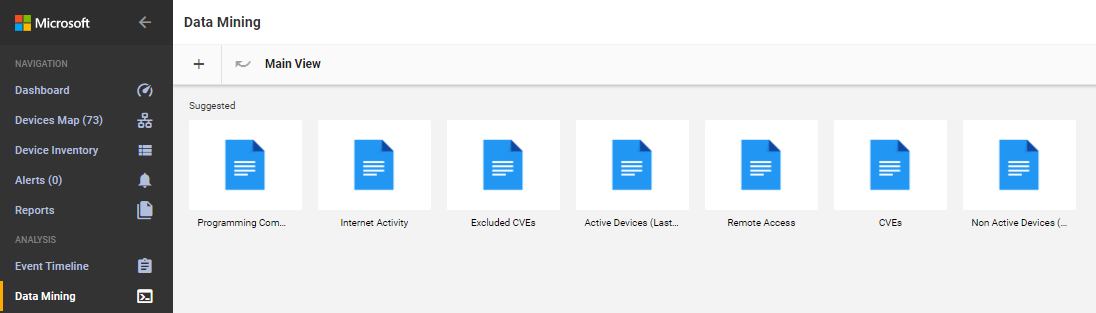 Microsoft
NAVIGATION
Dashboard
Devices Map (73)
Device Inventory
Alerts (0)
Reports
ANALYSIS
Event Timeline
Data Mining
Data Mining
Main View
Suggested
Programming Com...
Internet Activity
Excluded CVEs
Active Devices (Last...
Remote Access
CVEs
Non Active Devices (...